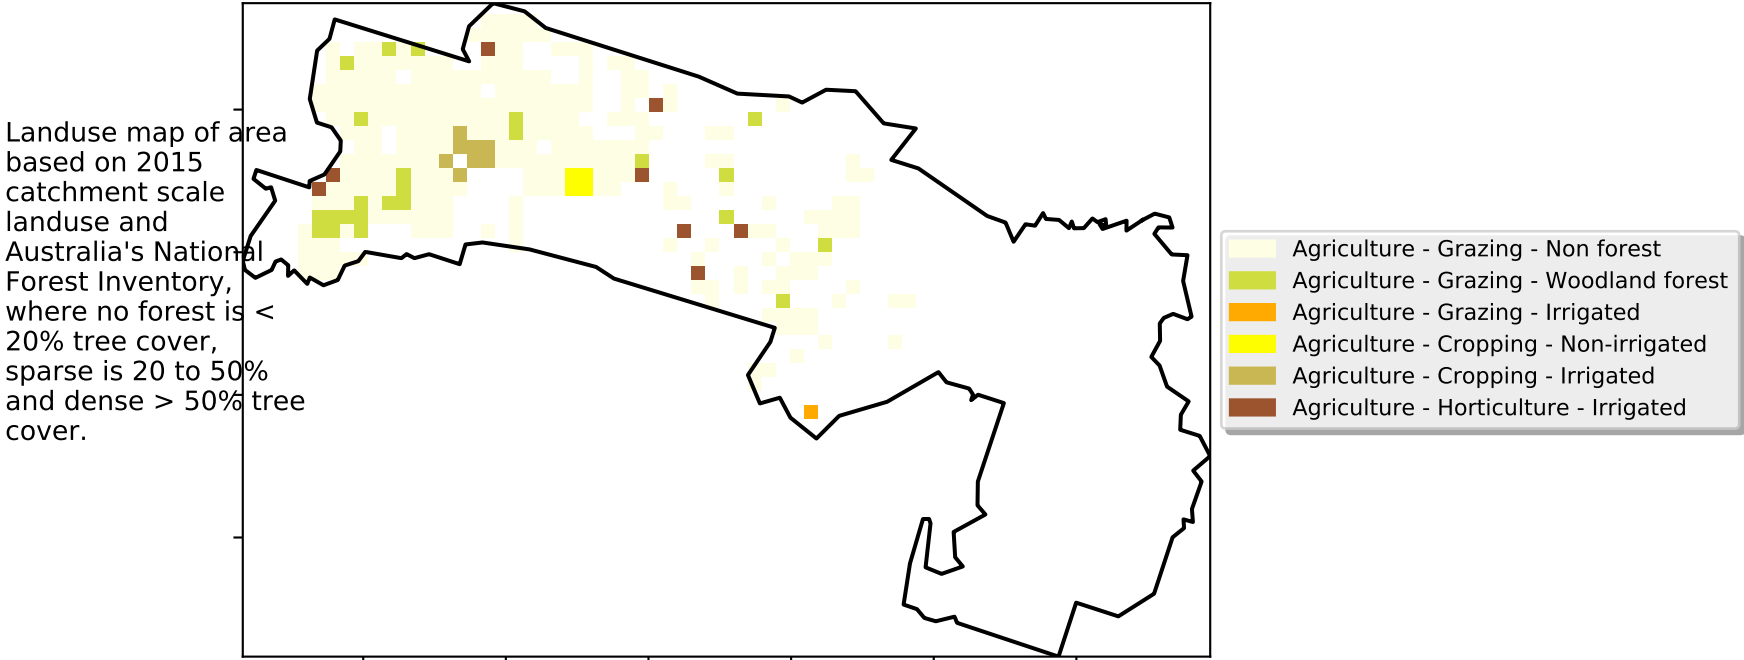 Landuse map of area
based on 2015
catchment scale
landuse and
Australia's National
Forest Inventory,
where no forest is <
20% tree cover,
sparse is 20 to 50%
and dense > 50% tree
cover.
Agriculture - Grazing - Non forest
Agriculture - Grazing - Woodland forest
Agriculture - Grazing - Irrigated
Agriculture - Cropping - Non-irrigated
Agriculture - Cropping - Irrigated
Agriculture - Horticulture - Irrigated